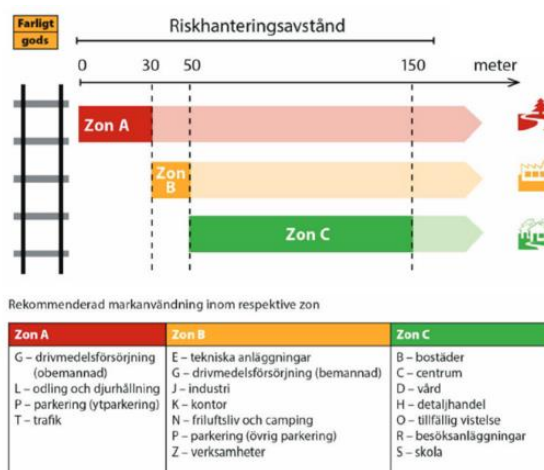 Farligt
gods
Riskhanteringsavstånd
0 30 50 150 meter
Zon A
Zon
B
Zon C
Rekommenderad markanvändning inom respektive zon
Zon A
G – drivmedelsförsörjning
(obemannad)
L – odling och djurhållning
P – parkering (ytparkering)
T – trafik
Zon B
E – tekniska anläggningar
G – drivmedelsförsörjning (bemannad)
J – industri
K – kontor
N – friluftsliv och camping
P – parkering (övrig parkering)
Z – verksamheter
Zon C
B – bostäder
C – centrum
D – vård
H – detaljhandel
O – tillfällig vistelse
R – besöksanläggningar
S – skola